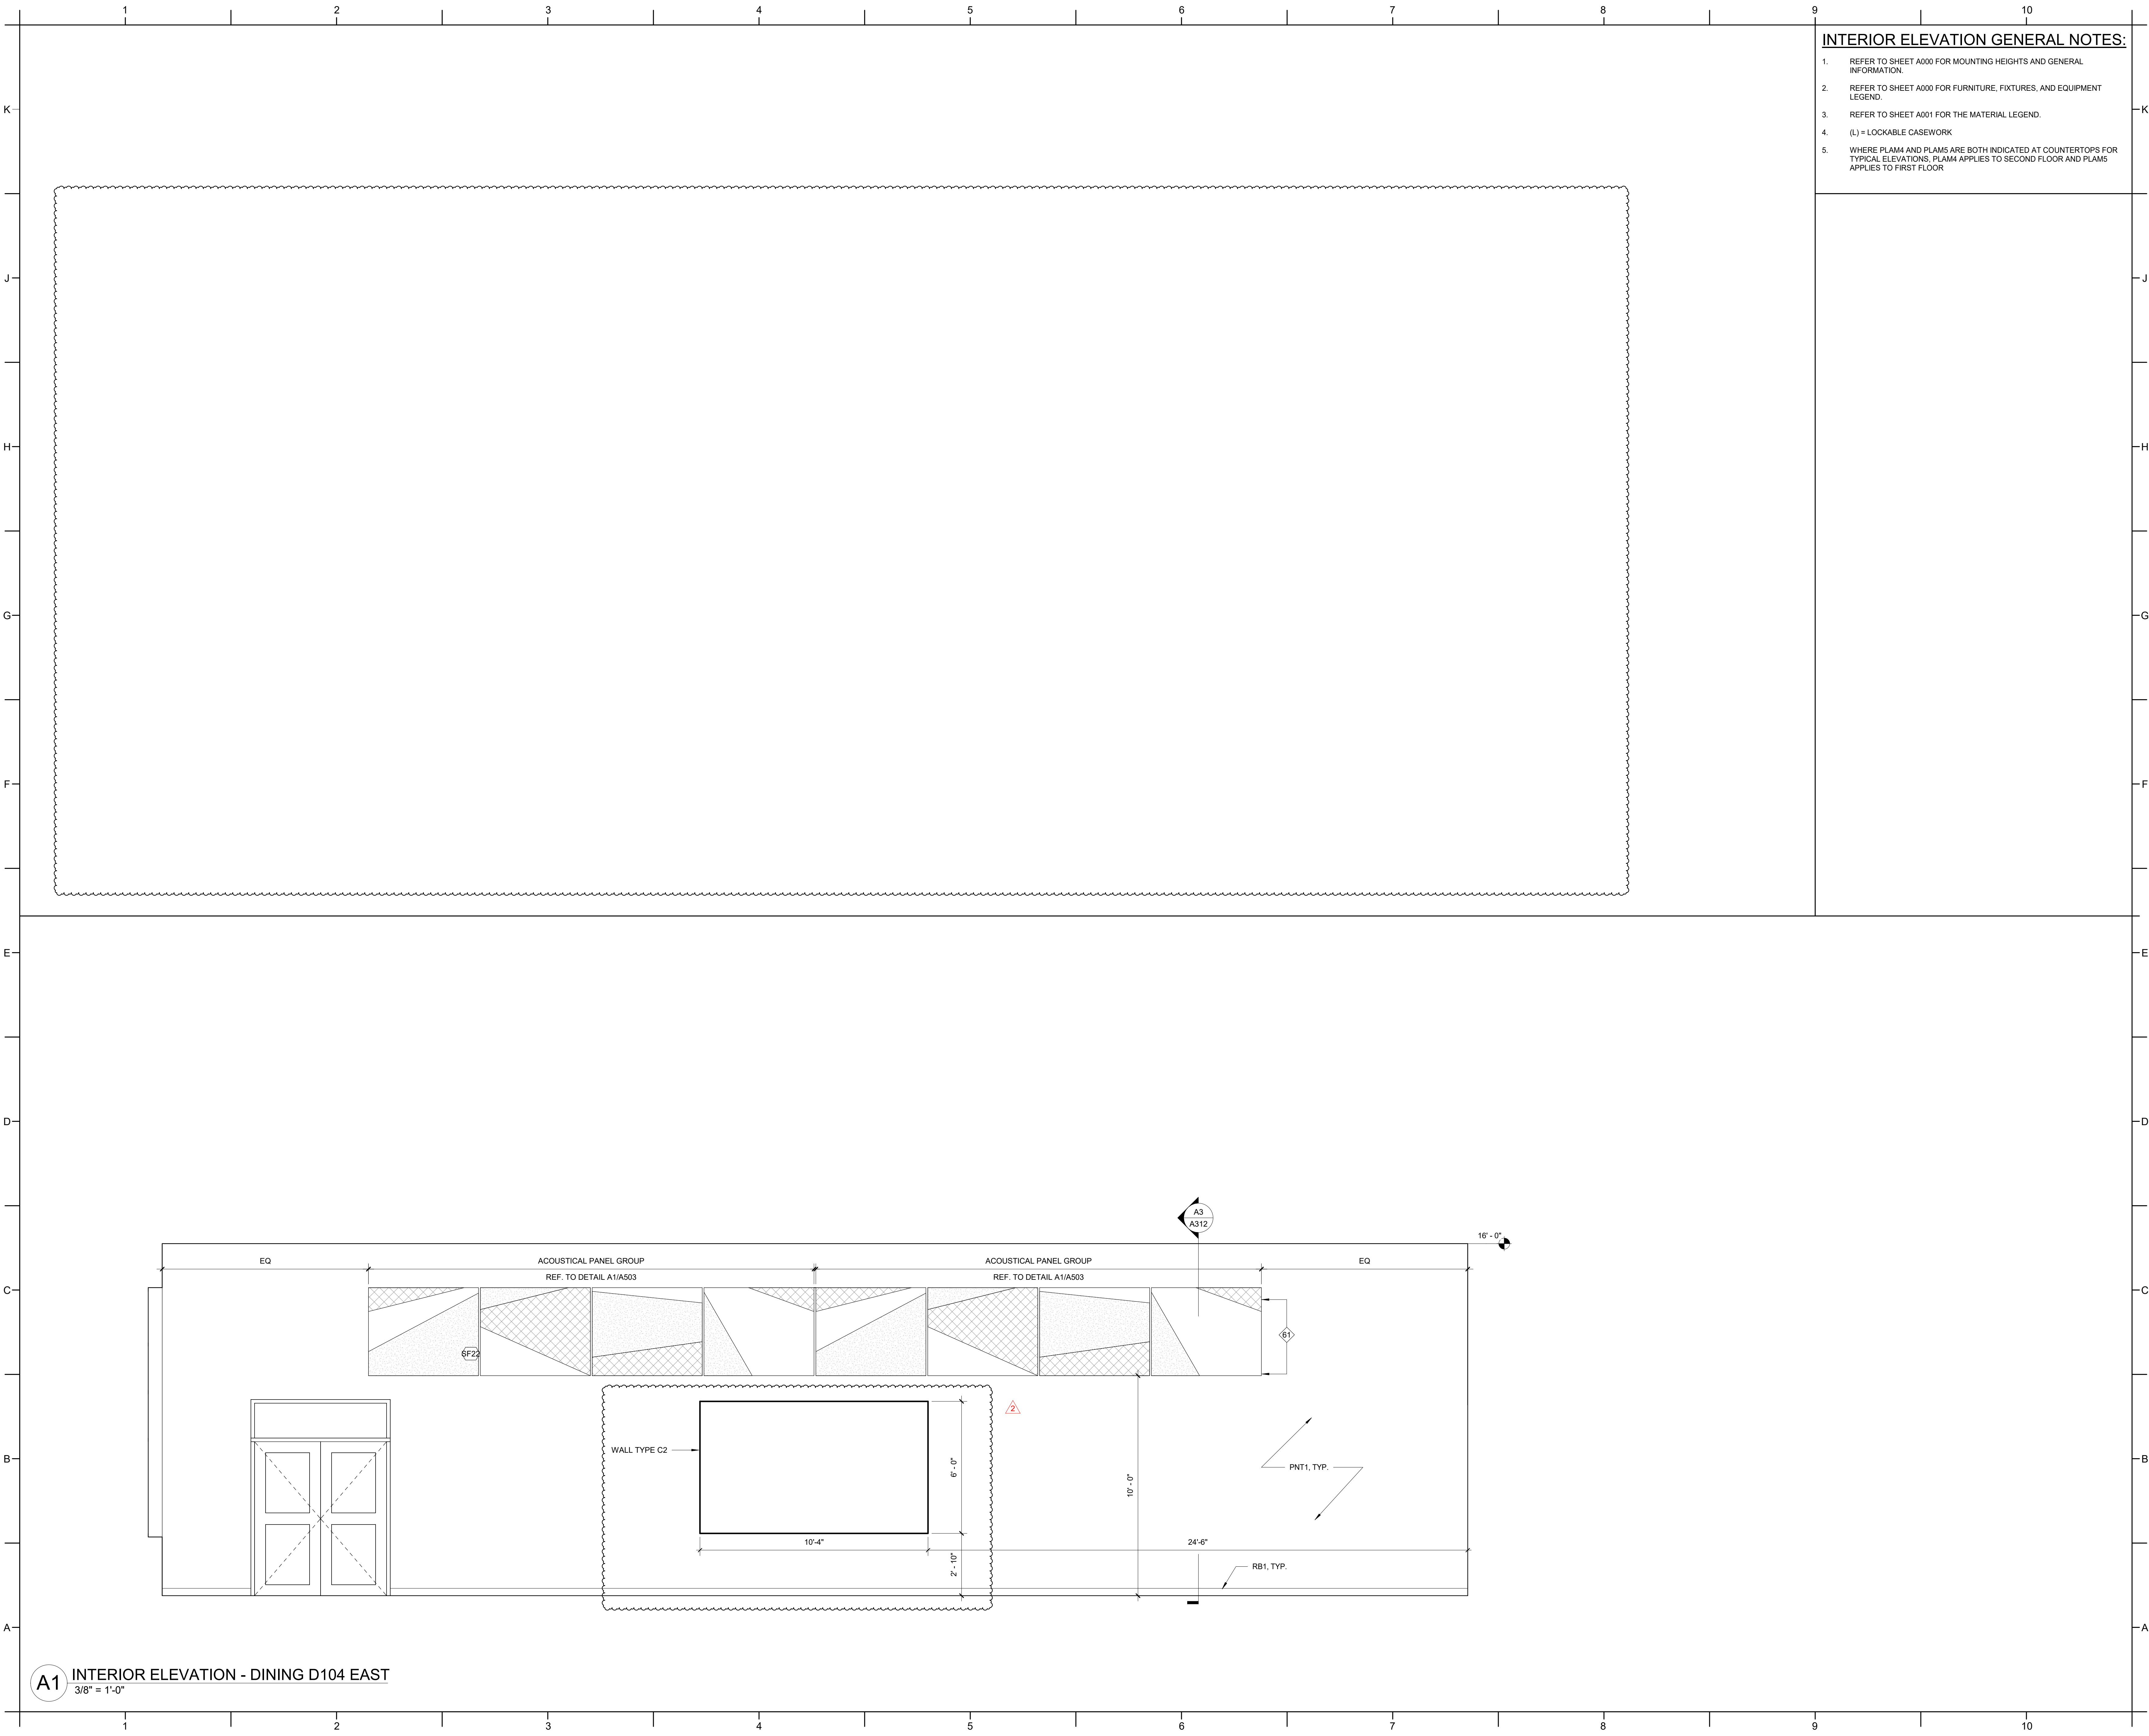 1 2 3 4 5 6 7 8 9 10
INTERIOR ELEVATION GENERAL NOTES:
1. REFER TO SHEET A000 FOR MOUNTING HEIGHTS AND GENERAL
INFORMATION.
2. REFER TO SHEET A000 FOR FURNITURE, FIXTURES, AND EQUIPMENT
LEGEND.
3. REFER TO SHEET A001 FOR THE MATERIAL LEGEND.
4. (L) = LOCKABLE CASEWORK
5. WHERE PLAM4 AND PLAM5 ARE BOTH INDICATED AT COUNTERTOPS FOR
TYPICAL ELEVATIONS, PLAM4 APPLIES TO SECOND FLOOR AND PLAM5
APPLIES TO FIRST FLOOR
K K
J J
H H
G G
F F
E E
D D
A3
A312
16' - 0"
EQ ACOUSTICAL PANEL GROUP ACOUSTICAL PANEL GROUP EQ
REF. TO DETAIL A1/A503 REF. TO DETAIL A1/A503
C C
61
SF22
2
WALL TYPE C2
B B
6' - 0"
PNT1, TYP.
10' - 0"
10'-4" 24'-6"
2' - 10"
RB1, TYP.
A A
A1 INTERIOR ELEVATION - DINING D104 EAST
3/8" = 1'-0"
1 2 3 4 5 6 7 8 9 10